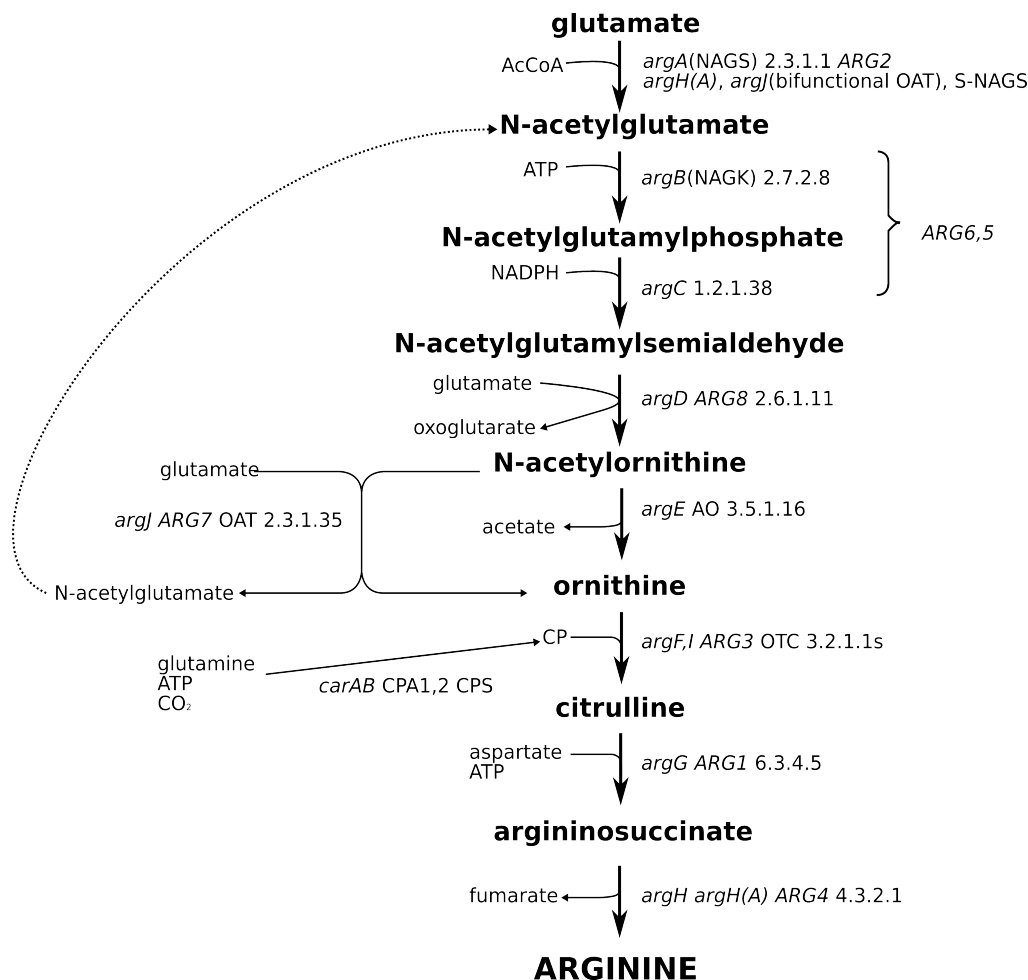 glutamate
AcCoA
argA(NAGS) 2.3.1.1 ARG2
argH(A), argJ(bifunctional OAT), S-NAGS
N-acetylglutamate
ATP
argB(NAGK) 2.7.2.8
ARG6,5
N-acetylglutamylphosphate
NADPH
argC 1.2.1.38
N-acetylglutamylsemialdehyde
glutamate
argD ARG8 2.6.1.11
oxoglutarate
N-acetylornithine
glutamate
argJ ARG7 OAT 2.3.1.35
argE AO 3.5.1.16
acetate
N-acetylglutamate
ornithine
CP
argF,I ARG3 OTC 3.2.1.1s
glutamine
ATP
CO₂
carAB CPA1,2 CPS
citrulline
aspartate
ATP
argG ARG1 6.3.4.5
argininosuccinate
fumarate
argH argH(A) ARG4 4.3.2.1
ARGININE